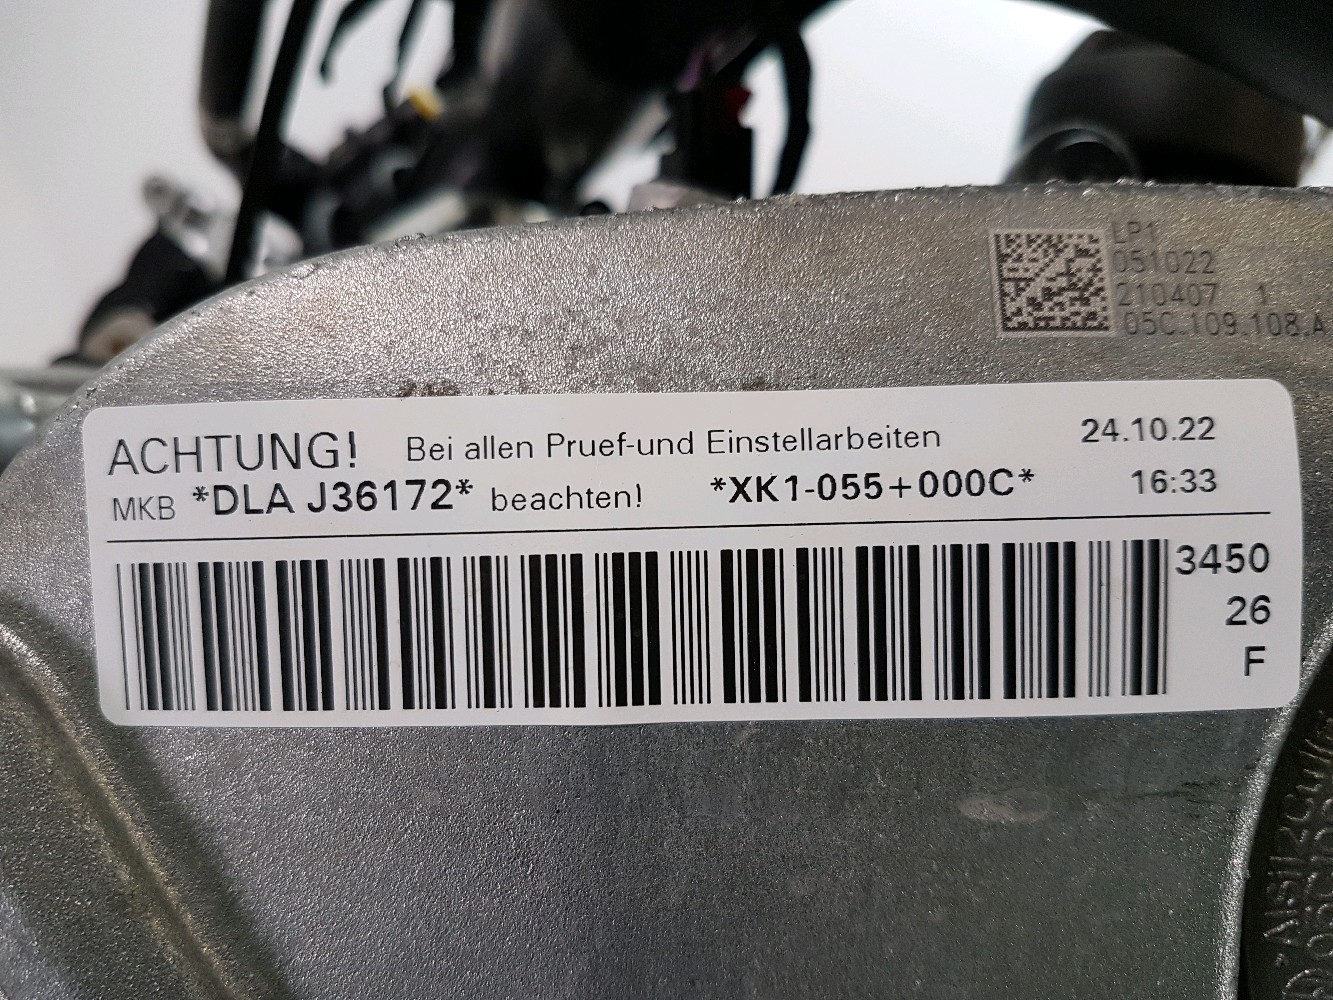 LP1
051022
210407 1
05C.109.108.A
ACHTUNG! Bei allen Pruef-und Einstellarbeiten 24.10.22
MKB *DLA J36172* beachten! *XK1-055+000C* 16:33
3450
26
F